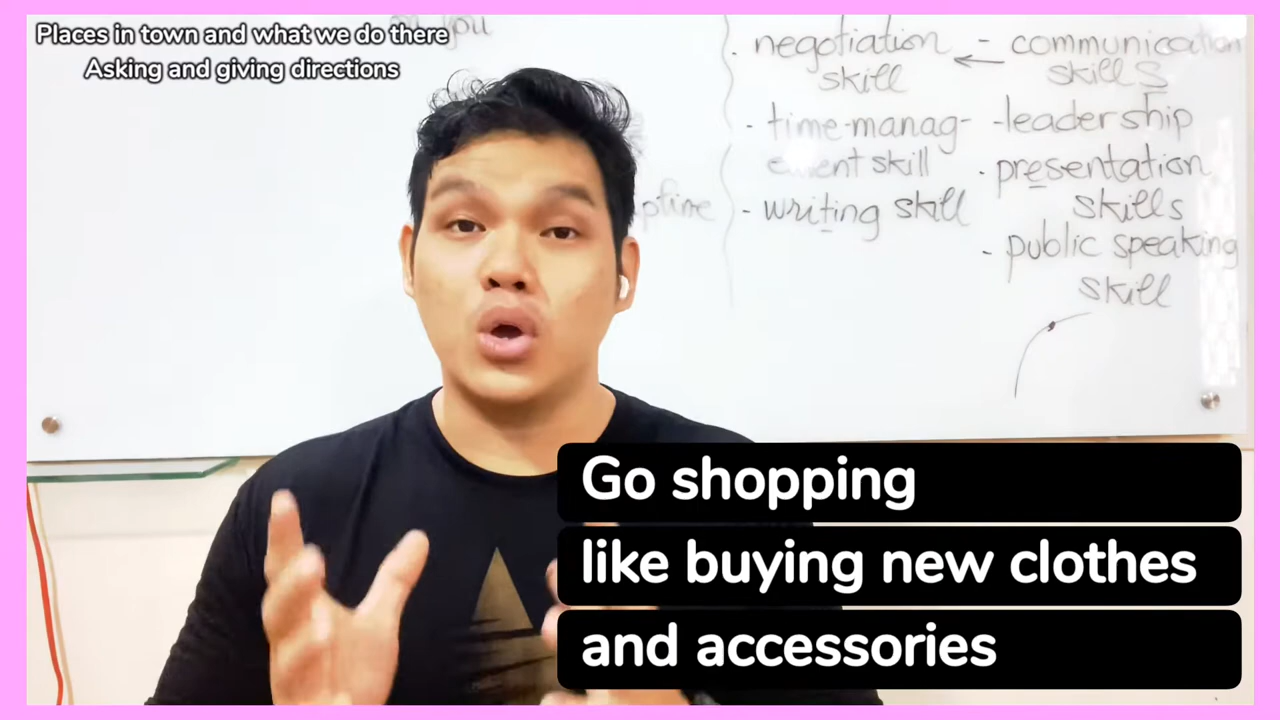 Places in town and what we do there
Asking and giving directions
you
negotiation
skill
- communication
skills
- time-manag-
ement skill
- writing skill
- leadership
- presentation
skills
- public speaking
skill
Go shopping
like buying new clothes
and accessories